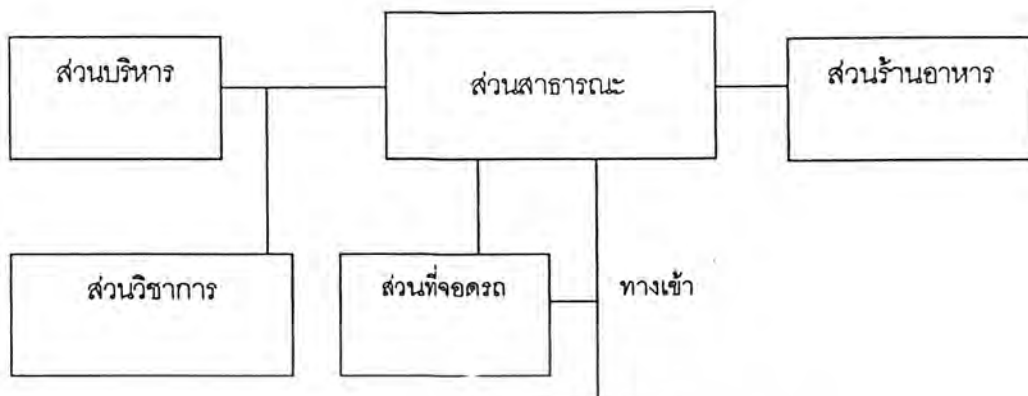 ส่วนบริหาร
ส่วนสาธารณะ
ส่วนร้านอาหาร
ส่วนวิชาการ
ส่วนที่จอดรถ
ทางเข้า